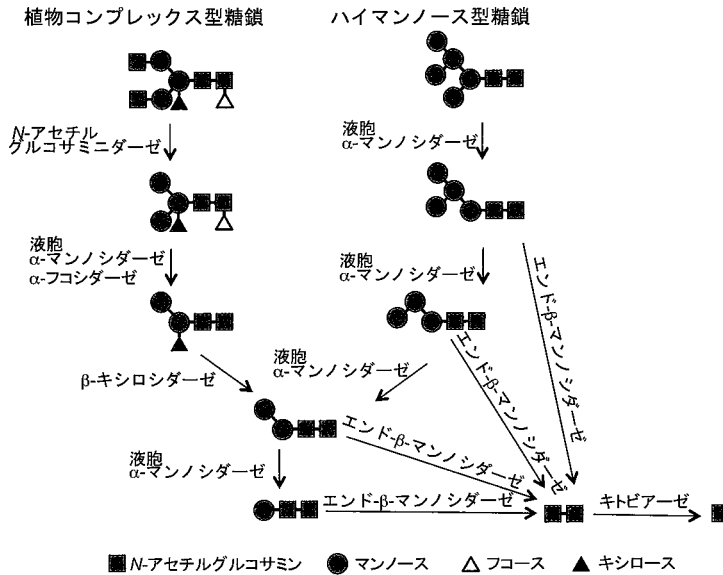 植物コンプレックス型糖鎖
ハイマンノース型糖鎖
N-アセチル
グルコサミニダーゼ
液胞
α-マンノシダーゼ
液胞
α-マンノシダーゼ
α-フコシダーゼ
液胞
α-マンノシダーゼ
エンド-β-マンノシダーゼ
エンド-β-マンノシダーゼ
β-キシロシダーゼ
液胞
α-マンノシダーゼ
エンド-β-マンノシダーゼ
液胞
α-マンノシダーゼ
エンド-β-マンノシダーゼ
キトビアーゼ
N-アセチルグルコサミン
マンノース
フコース
キシロース